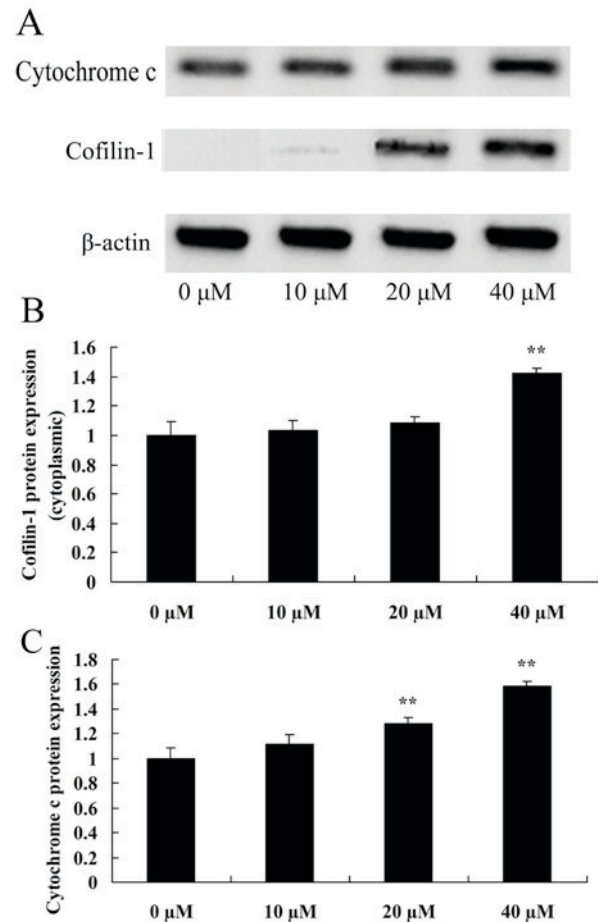 A
Cytochrome c
Cofilin-1
β-actin
0 μM 10 μM 20 μM 40 μM
B
Cofilin-1 protein expression
(cytoplasmic)
1.6
1.4
1.2
1
0.8
0.6
0.4
0.2
0
**
0 μM 10 μM 20 μM 40 μM
C
Cytochrome c protein expression
1.8
1.6
1.4
1.2
1
0.8
0.6
0.4
0.2
0
**
**
0 μM 10 μM 20 μM 40 μM